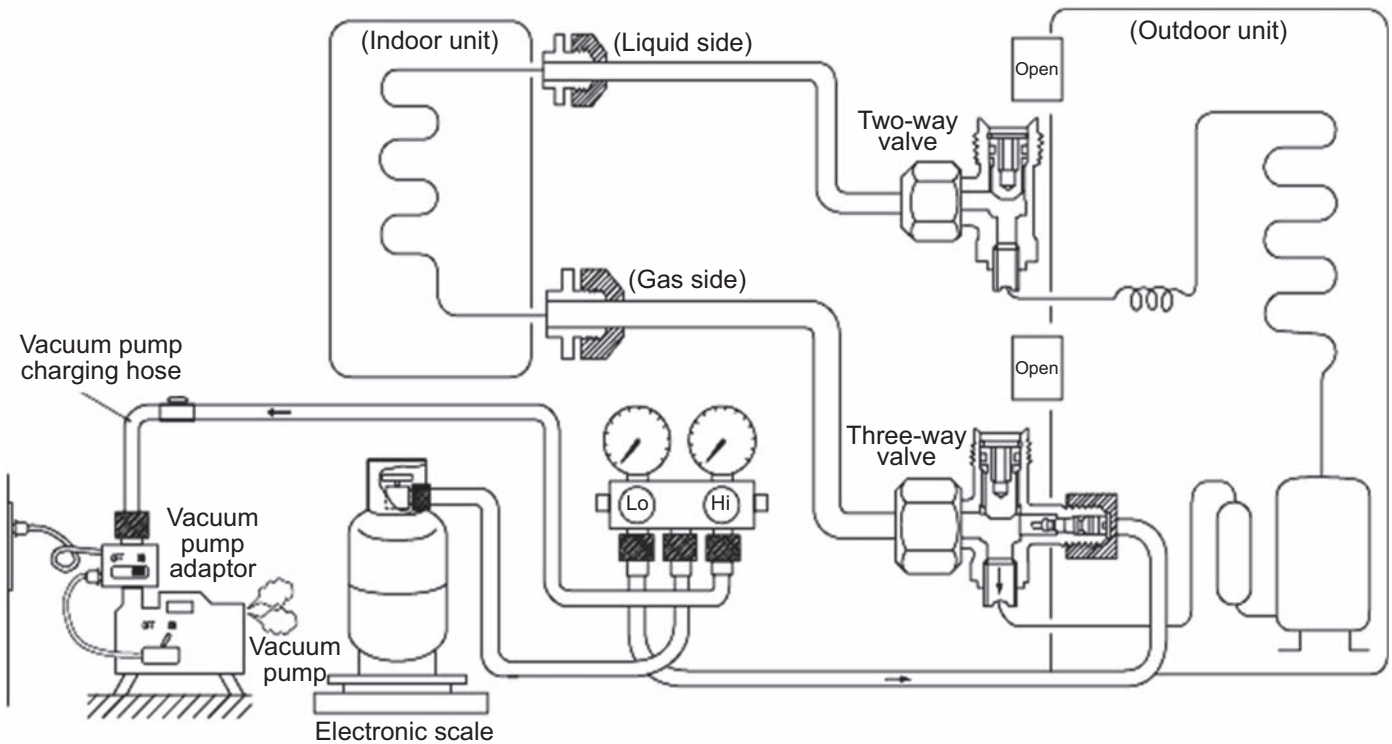 (Indoor unit)
(Liquid side)
Open
(Outdoor unit)
Two-way
valve
(Gas side)
Open
Vacuum pump
charging hose
Three-way
valve
Lo
Hi
Vacuum
pump
adaptor
Vacuum
pump
Electronic scale